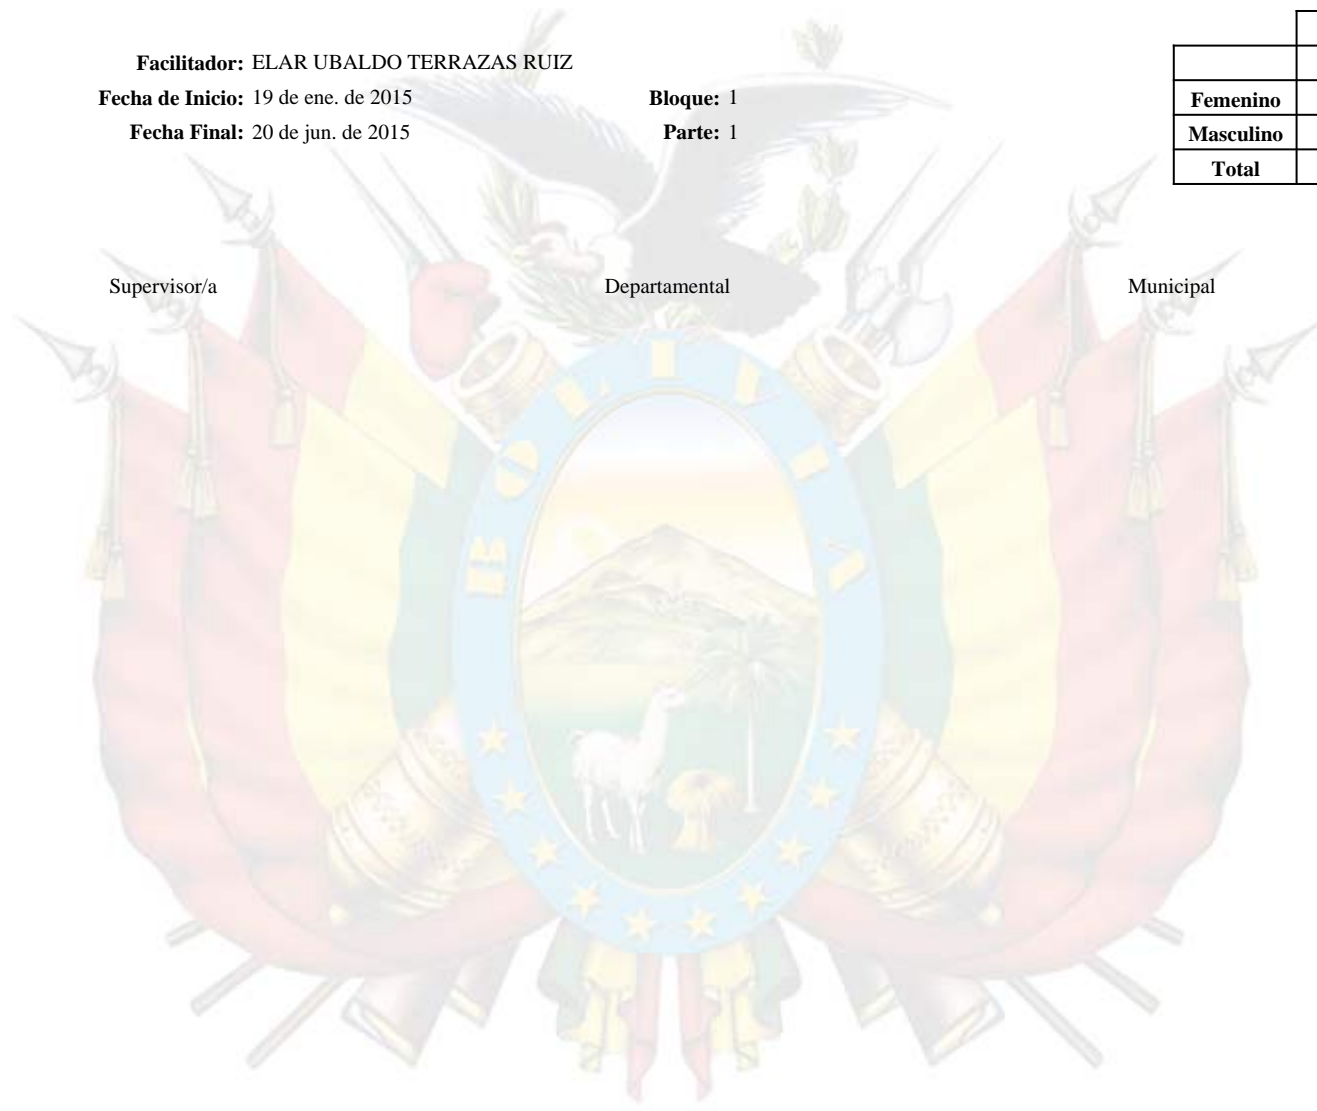 Facilitador: ELAR UBALDO TERRAZAS RUIZ
Fecha de Inicio: 19 de ene. de 2015 Bloque: 1
Fecha Final: 20 de jun. de 2015 Parte: 1
Femenino
Masculino
Total
Supervisor/a Departamental Municipal
BOLIVIA